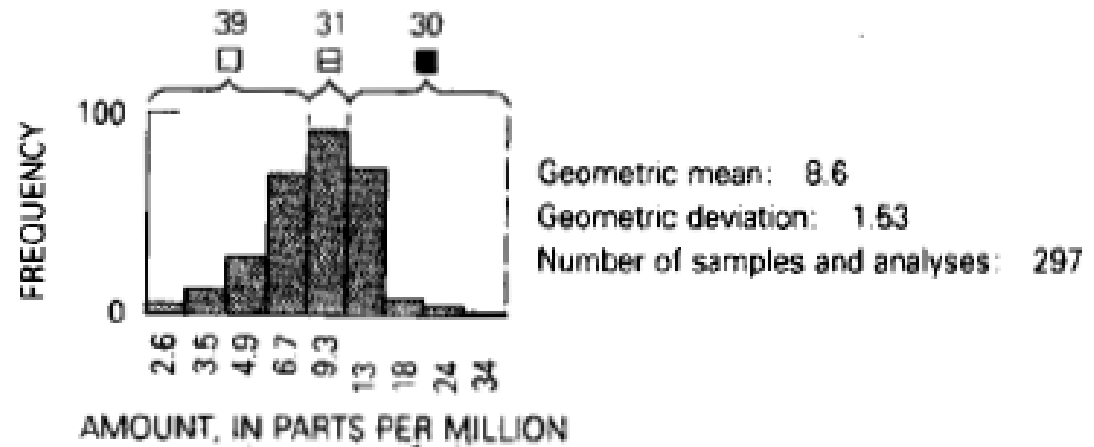 39 31 30
100
FREQUENCY
0
Geometric mean: 8.6
Geometric deviation: 1.53
Number of samples and analyses: 297
2.6 3.5 4.9 6.7 9.3 13 18 24 34
AMOUNT, IN PARTS PER MILLION